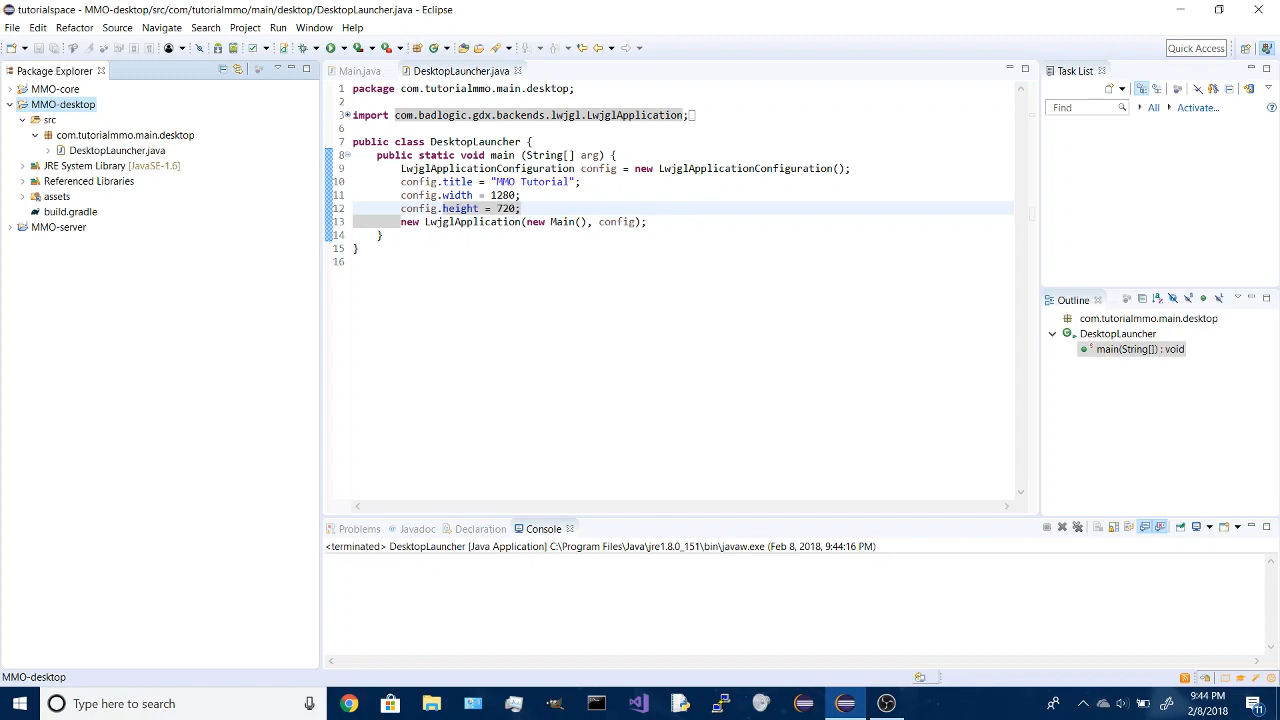 tutorialspace - MMO-desktop/src/com/tutorialmmo/main/desktop/DesktopLauncher.java - Eclipse
File Edit Refactor Source Navigate Search Project Run Window Help
Quick Access
Package Explorer
MMO-core
MMO-desktop
src
com.tutorialmmo.main.desktop
DesktopLauncher.java
JRE System Library [JavaSE-1.6]
Referenced Libraries
assets
build.gradle
MMO-server
Main.java
DesktopLauncher.java
1 package com.tutorialmmo.main.desktop;
2
3 import com.badlogic.gdx.backends.lwjgl.LwjglApplication;
6
7 public class DesktopLauncher {
8 public static void main (String[] arg) {
9 LwjglApplicationConfiguration config = new LwjglApplicationConfiguration();
10 config.title = "MMO Tutorial";
11 config.width = 1280;
12 config.height = 720;
13 new LwjglApplication(new Main(), config);
14 }
15 }
16
Task List
Find
All
Activate...
Outline
com.tutorialmmo.main.desktop
DesktopLauncher
main(String[]) : void
Problems
Javadoc
Declaration
Console
<terminated> DesktopLauncher [Java Application] C:\Program Files\Java\jre1.8.0_151\bin\javaw.exe (Feb 8, 2018, 9:44:16 PM)
MMO-desktop
Type here to search
9:44 PM
2/8/2018
11